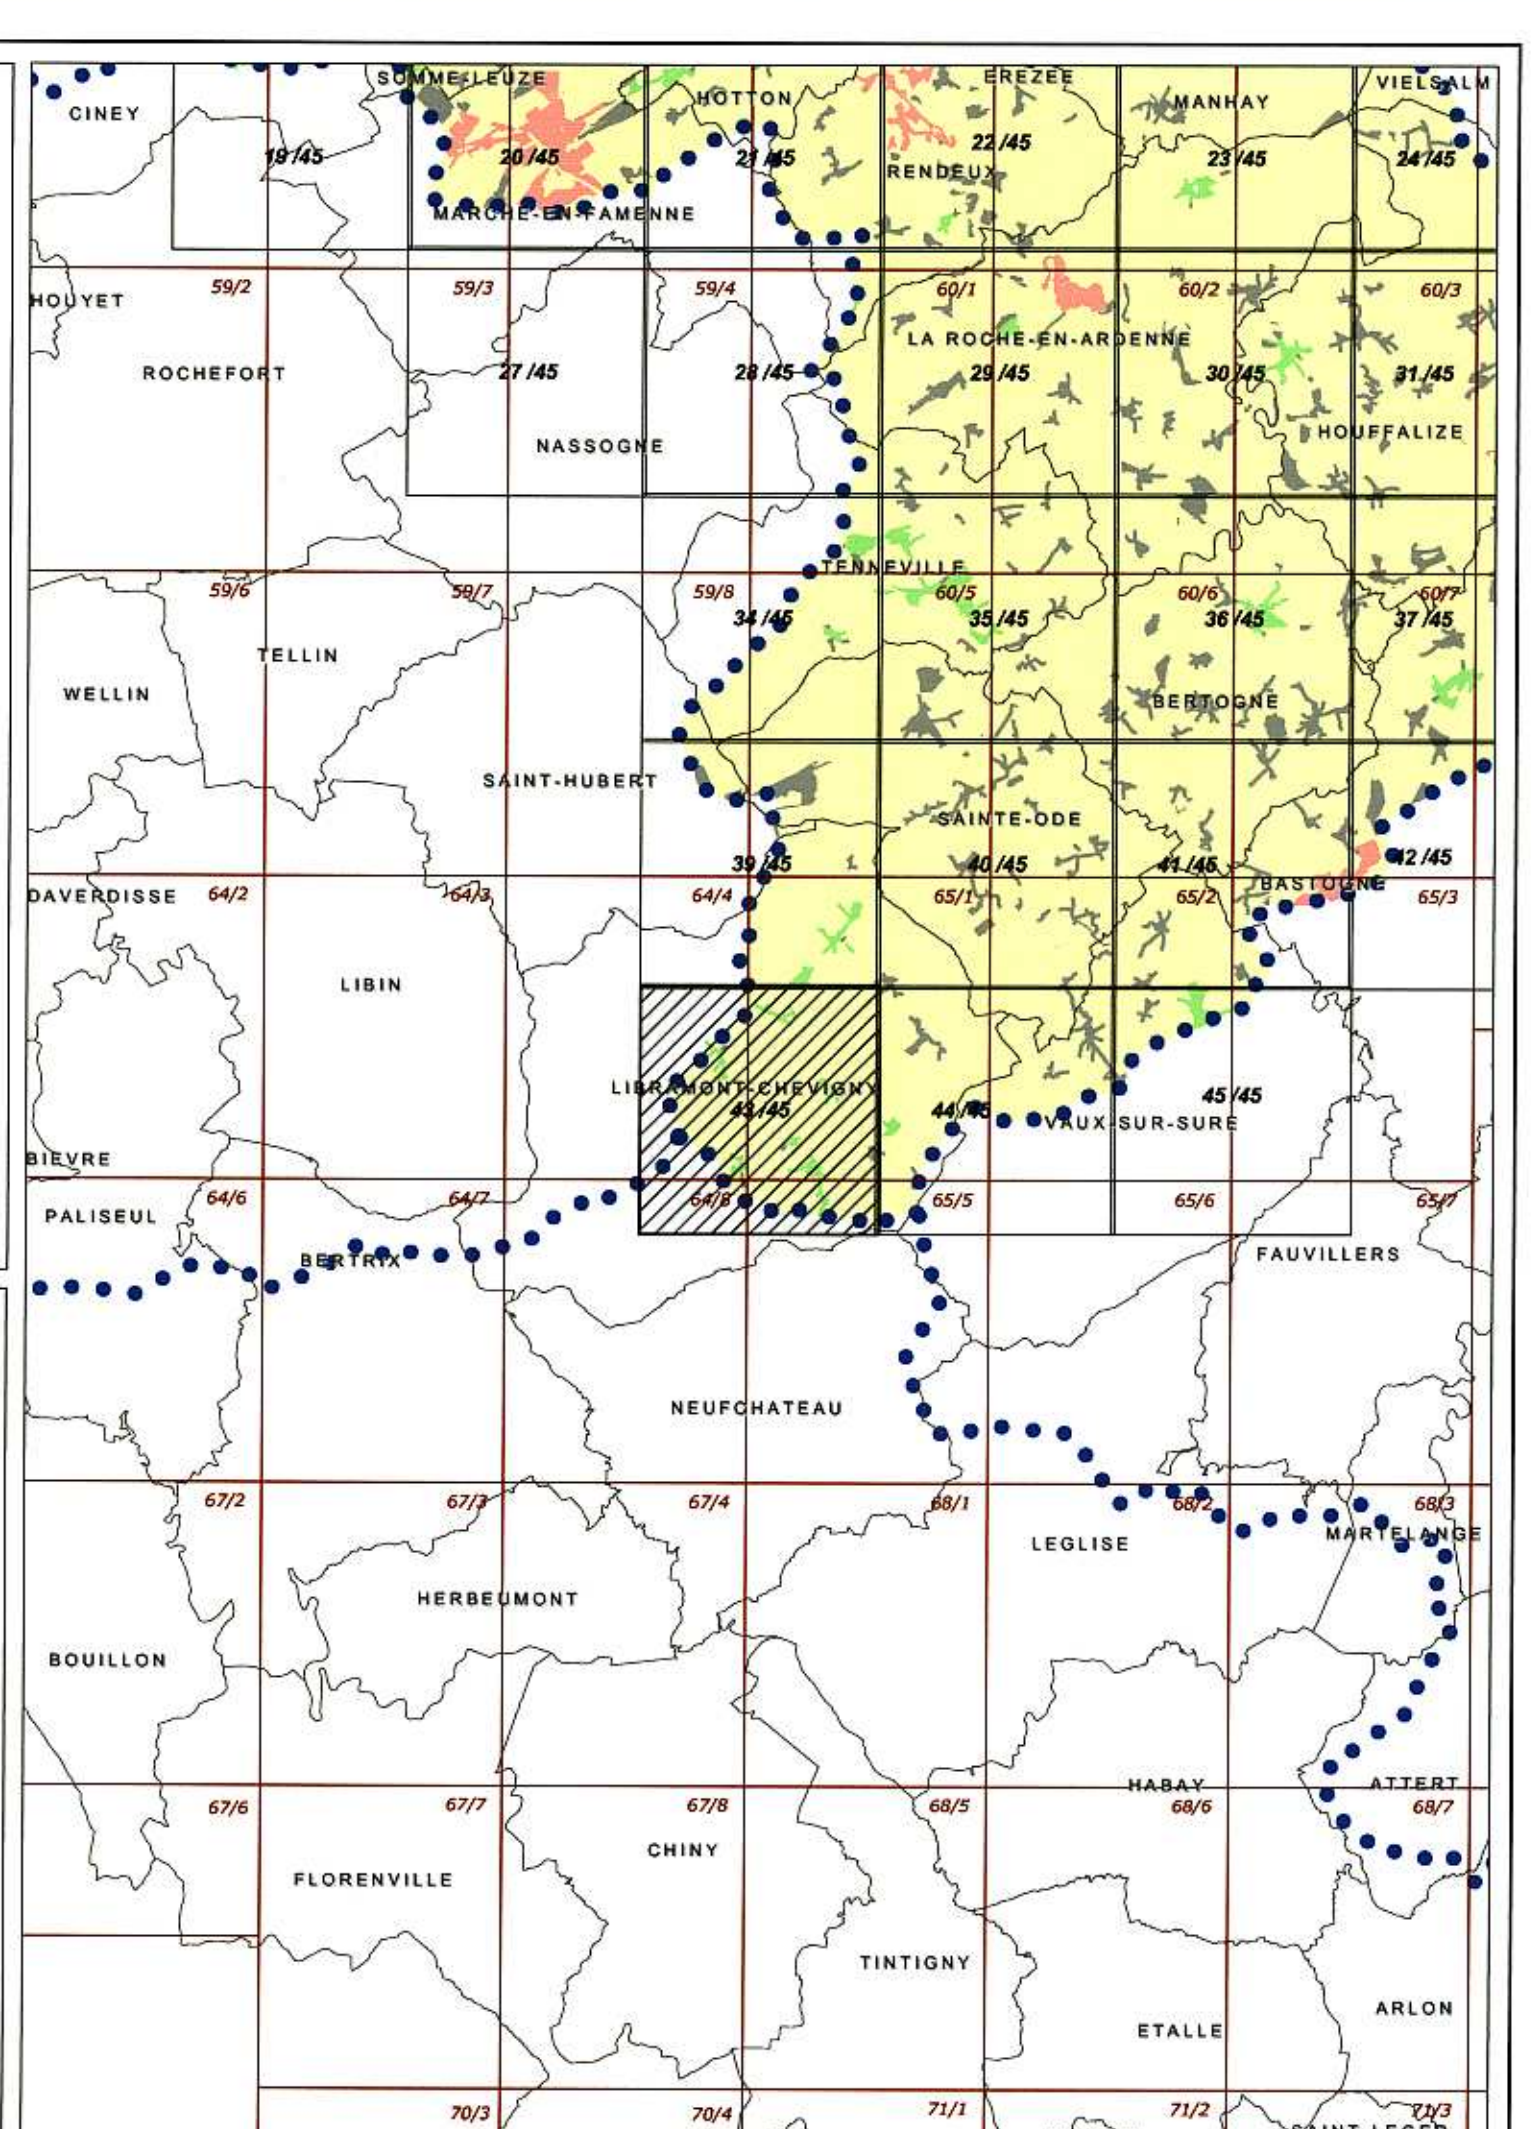 SOMME-LEUZE
EREZEE
VIELSALM
CINEY
HOTTON
MANHAY
19/45
20/45
21/45
22/45
23/45
24/45
RENDEUX
MARCHE-EN-FAMENNE
59/2
59/3
59/4
60/1
60/2
60/3
HOUYET
LA ROCHE-EN-ARDENNE
ROCHEFORT
27/45
28/45
29/45
30/45
31/45
NASSOGNE
HOUFFALIZE
TENNEVILLE
59/6
59/7
59/8
60/5
60/6
60/7
34/45
35/45
36/45
37/45
TELLIN
WELLIN
BERTOGNE
SAINT-HUBERT
SAINTE-ODE
39/45
40/45
41/45
42/45
BASTOGNE
DAVERDISSE
64/2
64/3
64/4
65/1
65/2
65/3
LIBIN
LIBRAMONT-CHEVIGNY
43/45
44/45
45/45
VAUX-SUR-SURE
BIEVRE
64/6
64/7
64/8
65/5
65/6
65/7
PALISEUL
BERTRIX
FAUVILLERS
NEUFCHATEAU
67/2
67/3
67/4
68/1
68/2
68/3
MARTELANGE
LEGLISE
HERBEUMONT
BOUILLON
HABAY
ATTERT
67/6
67/7
67/8
68/5
68/6
68/7
CHINY
FLORENVILLE
TINTIGNY
ARLON
ETALLE
70/3
70/4
71/1
71/2
71/3